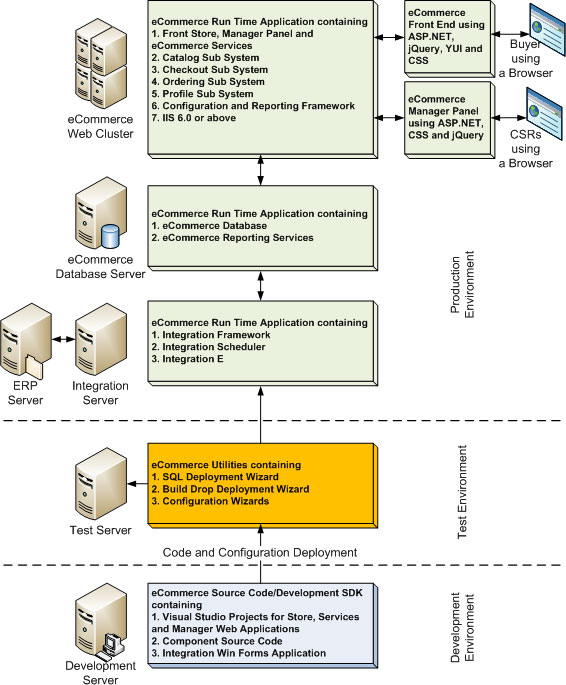 eCommerce Run Time Application containing
1. Front Store, Manager Panel and
eCommerce Services
2. Catalog Sub System
3. Checkout Sub System
4. Ordering Sub System
5. Profile Sub System
6. Configuration and Reporting Framework
7. IIS 6.0 or above
eCommerce
Web Cluster
eCommerce
Front End using
ASP.NET,
jQuery, YUI and
CSS
Buyer
using
a Browser
eCommerce
Manager Panel
using ASP.NET,
CSS and jQuery
CSRs
using
a Browser
eCommerce
Database Server
eCommerce Run Time Application containing
1. eCommerce Database
2. eCommerce Reporting Services
Production
Environment
ERP
Server
Integration
Server
eCommerce Run Time Application containing
1. Integration Framework
2. Integration Scheduler
3. Integration E
Test Server
eCommerce Utilities containing
1. SQL Deployment Wizard
2. Build Drop Deployment Wizard
3. Configuration Wizards
Test Environment
Code and Configuration Deployment
Development
Server
eCommerce Source Code/Development SDK
containing
1. Visual Studio Projects for Store, Services
and Manager Web Applications
2. Component Source Code
3. Integration Win Forms Application
Development
Environment